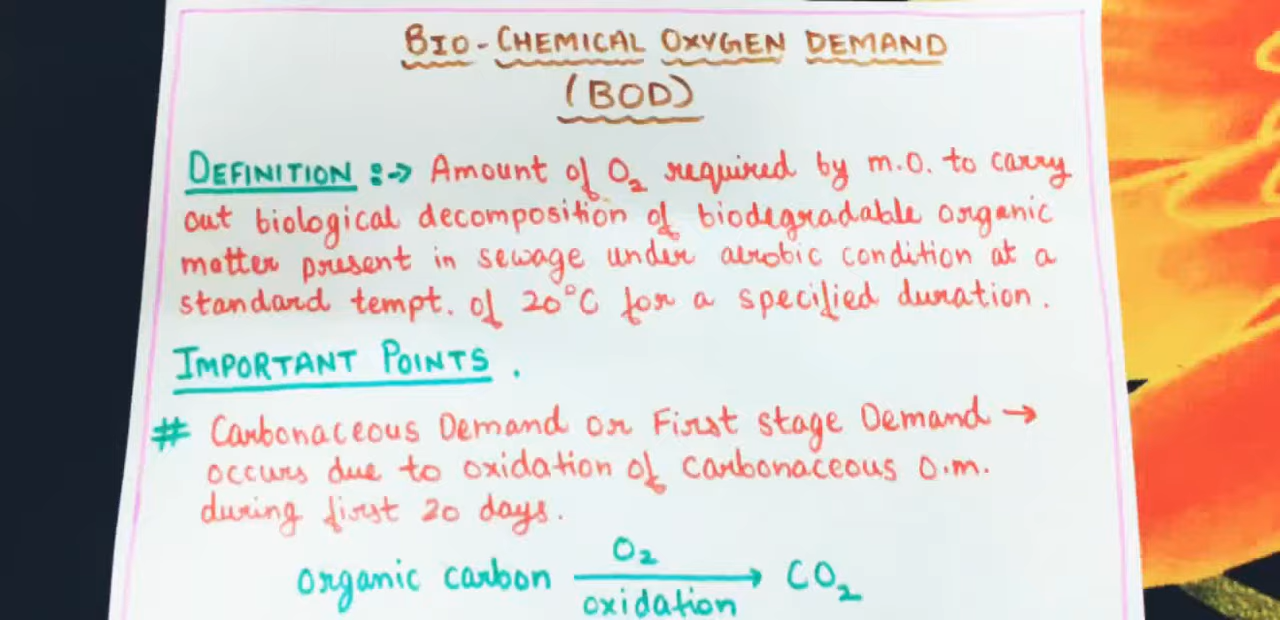 BIO-CHEMICAL OXYGEN DEMAND
(BOD)
DEFINITION :-> Amount of O₂ required by m.O. to carry
out biological decomposition of biodegradable organic
matter present in sewage under aerobic condition at a
standard tempt. of 20°C for a specified duration.
IMPORTANT POINTS.
# Carbonaceous Demand or First stage Demand →
occurs due to oxidation of carbonaceous O.m.
during first 20 days.
organic carbon O₂ → CO₂
oxidation